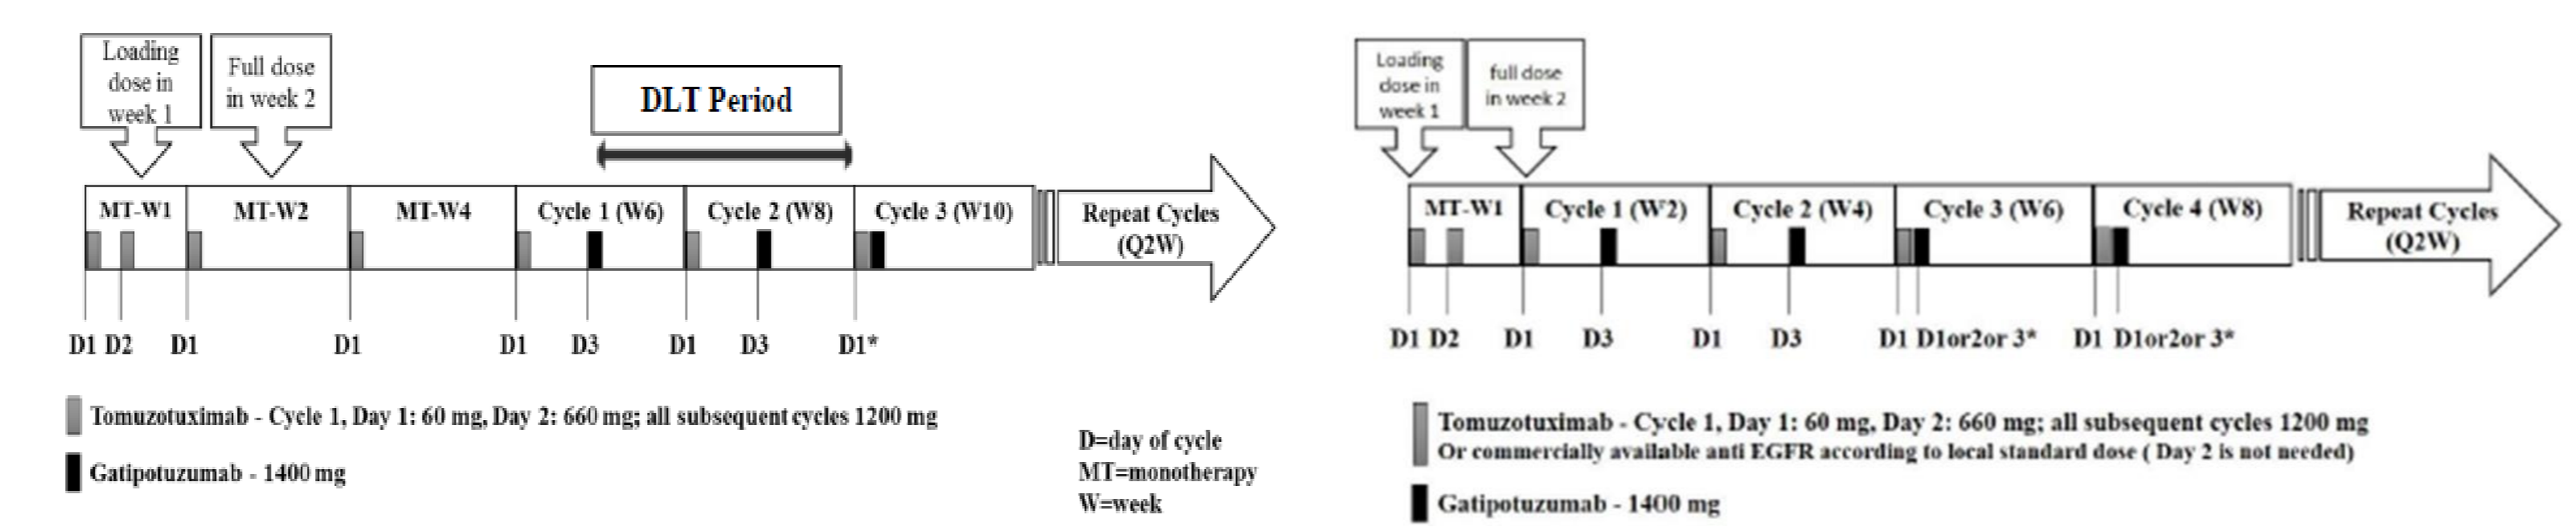 Loading
dose in
week 1
Full dose
in week 2
DLT Period
MT-W1
MT-W2
MT-W4
Cycle 1 (W6)
Cycle 2 (W8)
Cycle 3 (W10)
Repeat Cycles
(Q2W)
D1 D2 D1 D1 D1 D3 D1 D3 D1*
Tomuzotuximab - Cycle 1, Day 1: 60 mg, Day 2: 660 mg; all subsequent cycles 1200 mg
Gatipotuzumab - 1400 mg
D=day of cycle
MT=monotherapy
W=week
Loading
dose in
week 1
full dose
in week 2
MT-W1
Cycle 1 (W2)
Cycle 2 (W4)
Cycle 3 (W6)
Cycle 4 (W8)
Repeat Cycles
(Q2W)
D1 D2 D1 D3 D1 D3 D1 D1or2or 3* D1 D1or2or 3*
Tomuzotuximab - Cycle 1, Day 1: 60 mg, Day 2: 660 mg; all subsequent cycles 1200 mg
Or commercially available anti EGFR according to local standard dose ( Day 2 is not needed)
Gatipotuzumab - 1400 mg